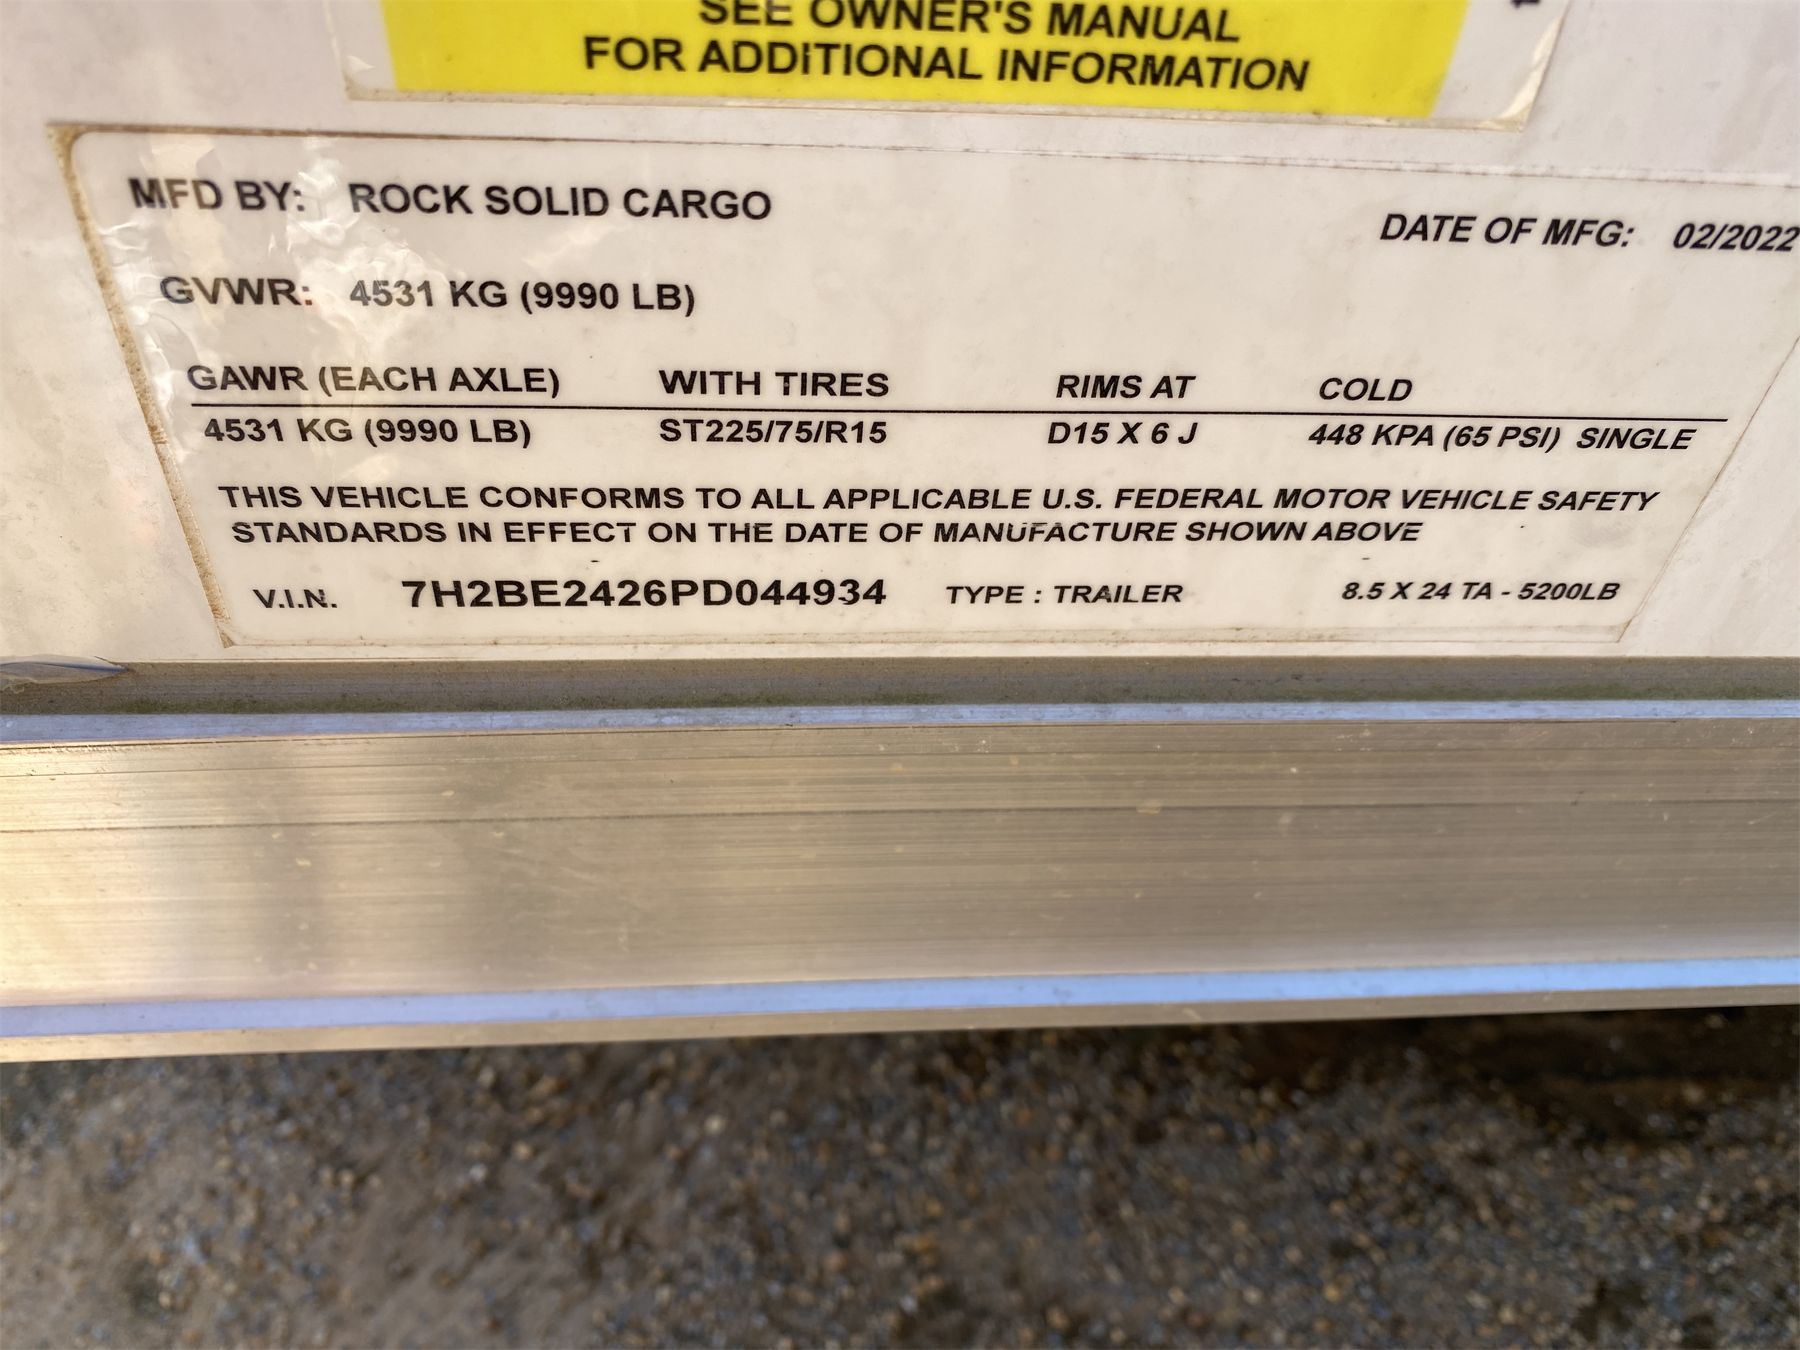 SEE OWNER'S MANUAL
FOR ADDITIONAL INFORMATION
MFD BY: ROCK SOLID CARGO
DATE OF MFG: 02/2022
GVWR: 4531 KG (9990 LB)
GAWR (EACH AXLE) WITH TIRES RIMS AT COLD
4531 KG (9990 LB) ST225/75/R15 D15 X 6 J 448 KPA (65 PSI) SINGLE
THIS VEHICLE CONFORMS TO ALL APPLICABLE U.S. FEDERAL MOTOR VEHICLE SAFETY
STANDARDS IN EFFECT ON THE DATE OF MANUFACTURE SHOWN ABOVE
V.I.N. 7H2BE2426PD044934 TYPE : TRAILER 8.5 X 24 TA - 5200LB